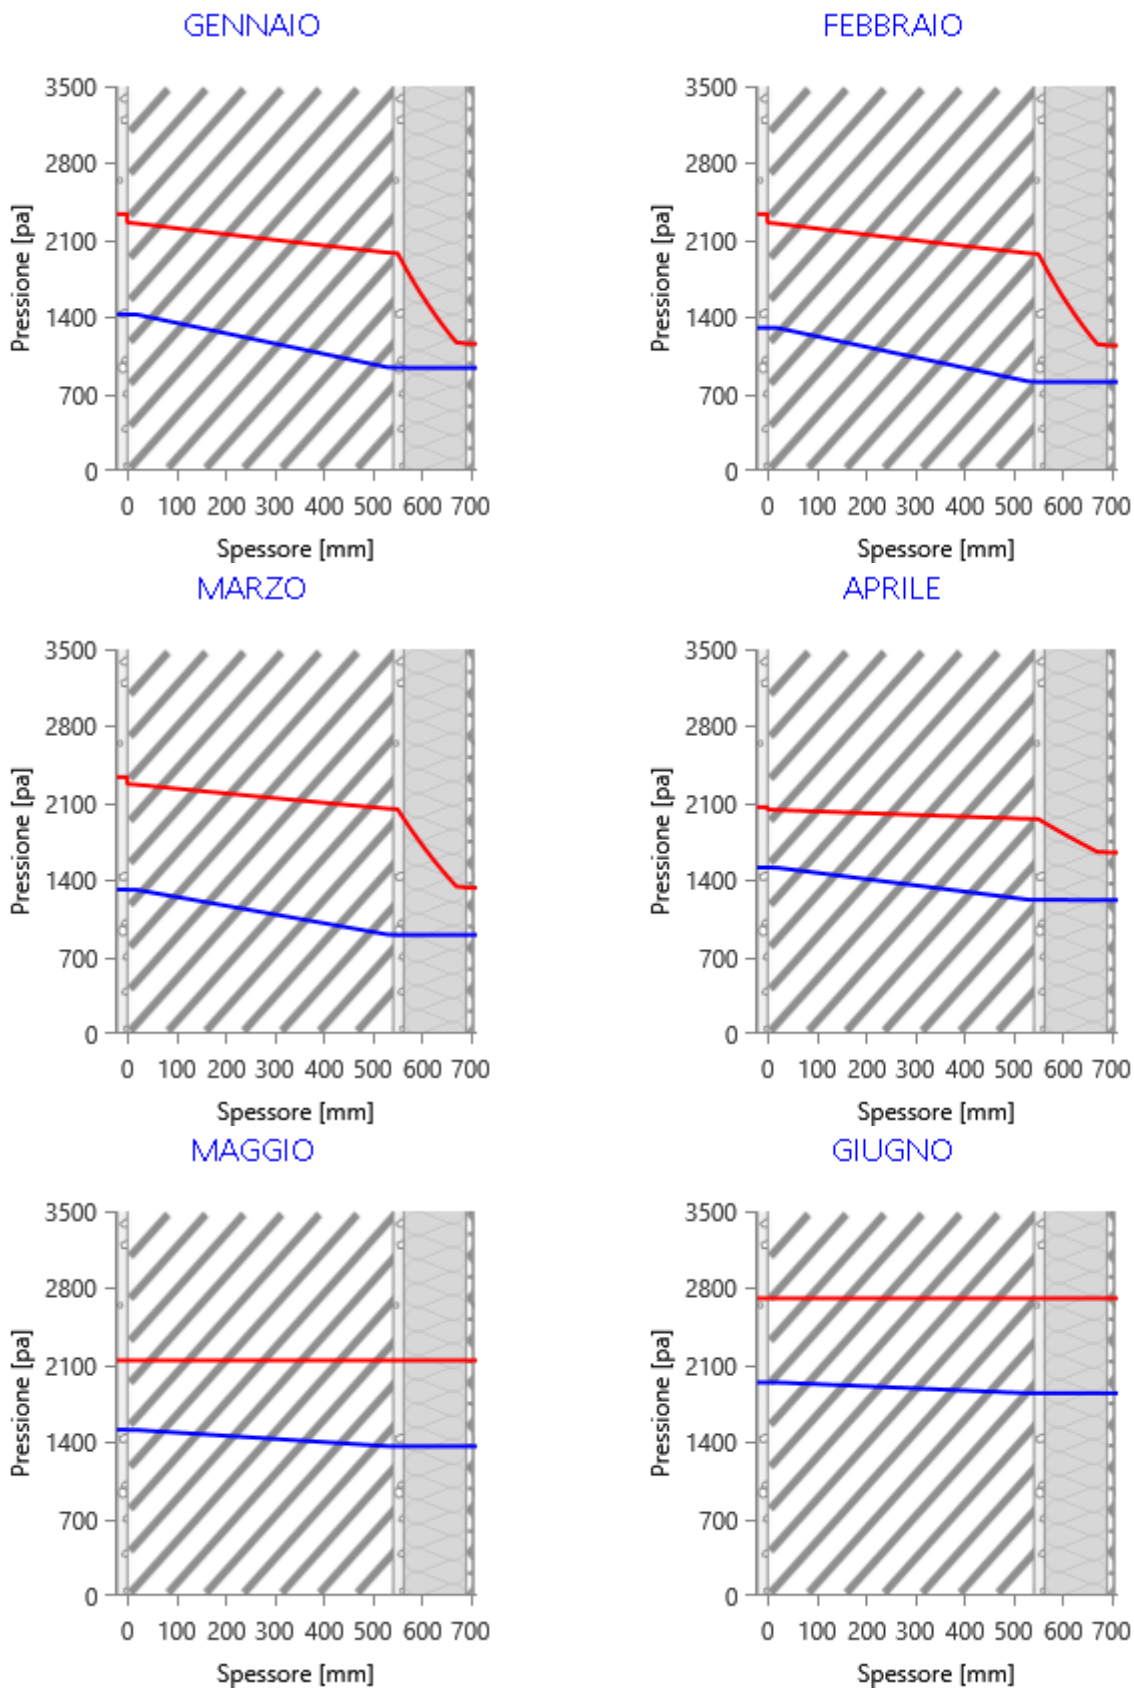 GENNAIO FEBBRAIO
3500 3500
2800 2800
2100 2100
Pressione [pa] Pressione [pa]
1400 1400
700 700
0 0
0 100 200 300 400 500 600 700 0 100 200 300 400 500 600 700
Spessore [mm] Spessore [mm]
MARZO APRILE
3500 3500
2800 2800
2100 2100
Pressione [pa] Pressione [pa]
1400 1400
700 700
0 0
0 100 200 300 400 500 600 700 0 100 200 300 400 500 600 700
Spessore [mm] Spessore [mm]
MAGGIO GIUGNO
3500 3500
2800 2800
2100 2100
Pressione [pa] Pressione [pa]
1400 1400
700 700
0 0
0 100 200 300 400 500 600 700 0 100 200 300 400 500 600 700
Spessore [mm] Spessore [mm]